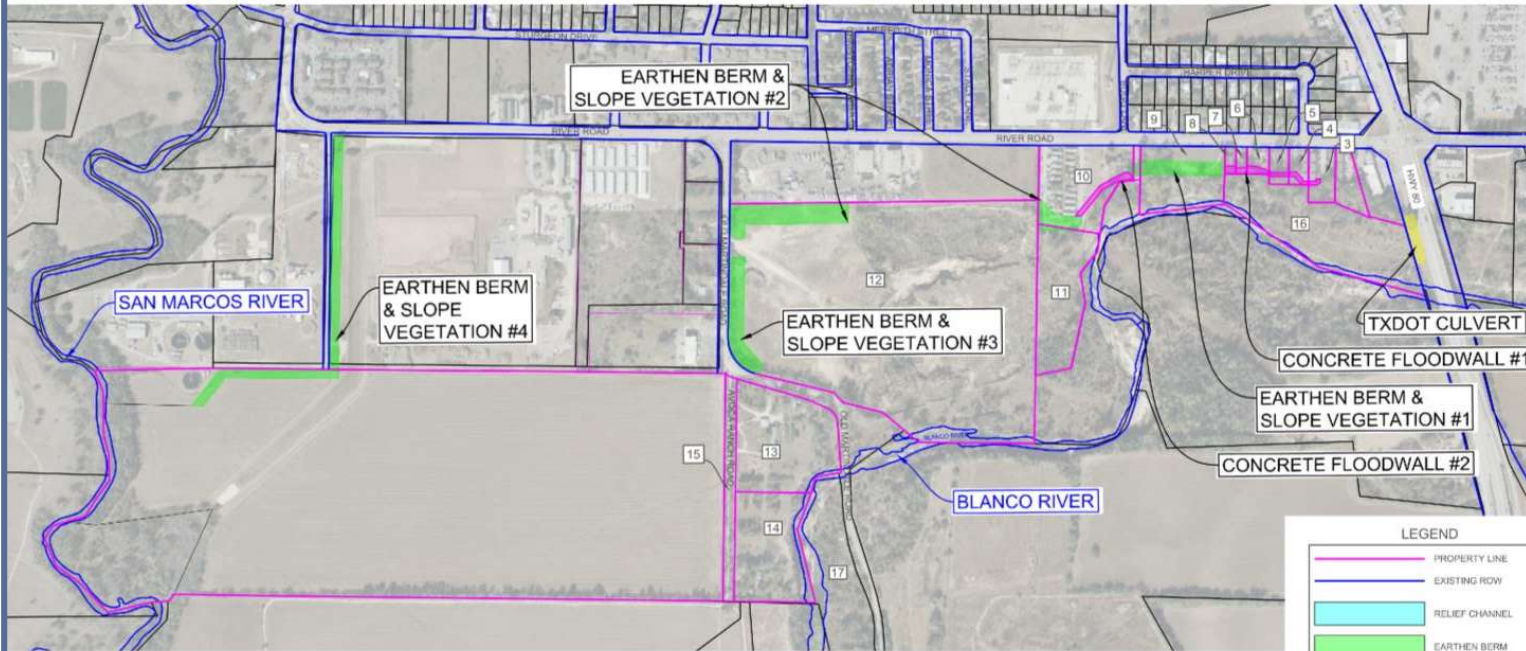 STURGEON DRIVE
EARTHEN BERM &
SLOPE VEGETATION #2
HARPER DRIVE
RIVER ROAD
RIVER ROAD
9
8
7
6
5
4
3
10
HWY 80
16
12
11
SAN MARCOS RIVER
EARTHEN BERM
& SLOPE
VEGETATION #4
EARTHEN BERM &
SLOPE VEGETATION #3
TXDOT CULVERT
CONCRETE FLOODWALL #1
EARTHEN BERM &
SLOPE VEGETATION #1
CONCRETE FLOODWALL #2
AVOCA RANCH ROAD
BLANCO RIVER
15
13
BLANCO RIVER
14
17
LEGEND
PROPERTY LINE
EXISTING ROW
RELIEF CHANNEL
EARTHEN BERM